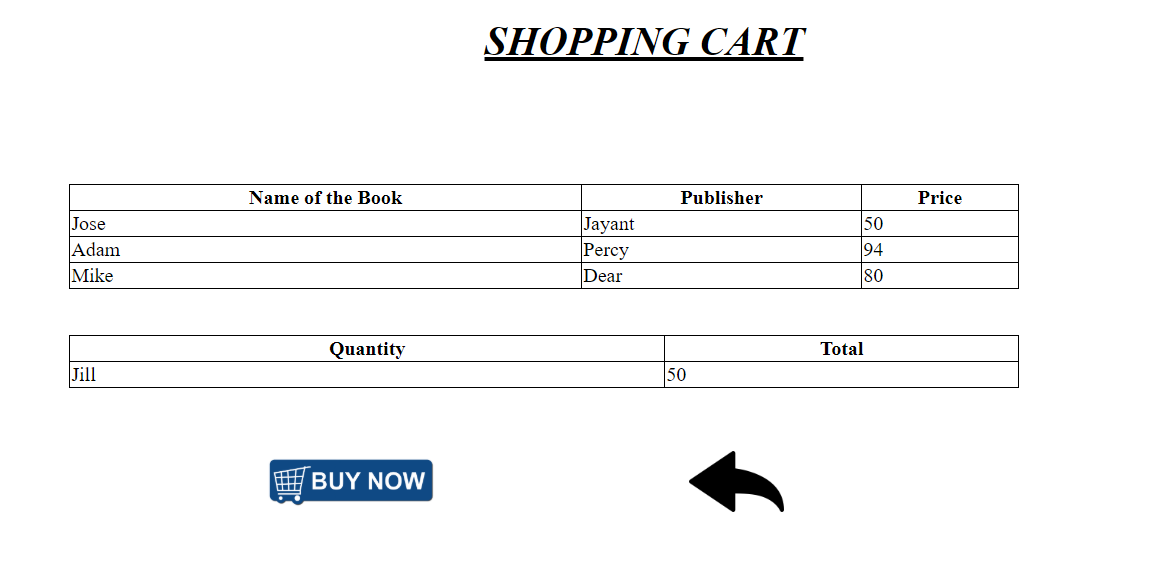 SHOPPING CART
Name of the Book Publisher Price
Jose Jayant 50
Adam Percy 94
Mike Dear 80
Quantity Total
Jill 50
BUY NOW